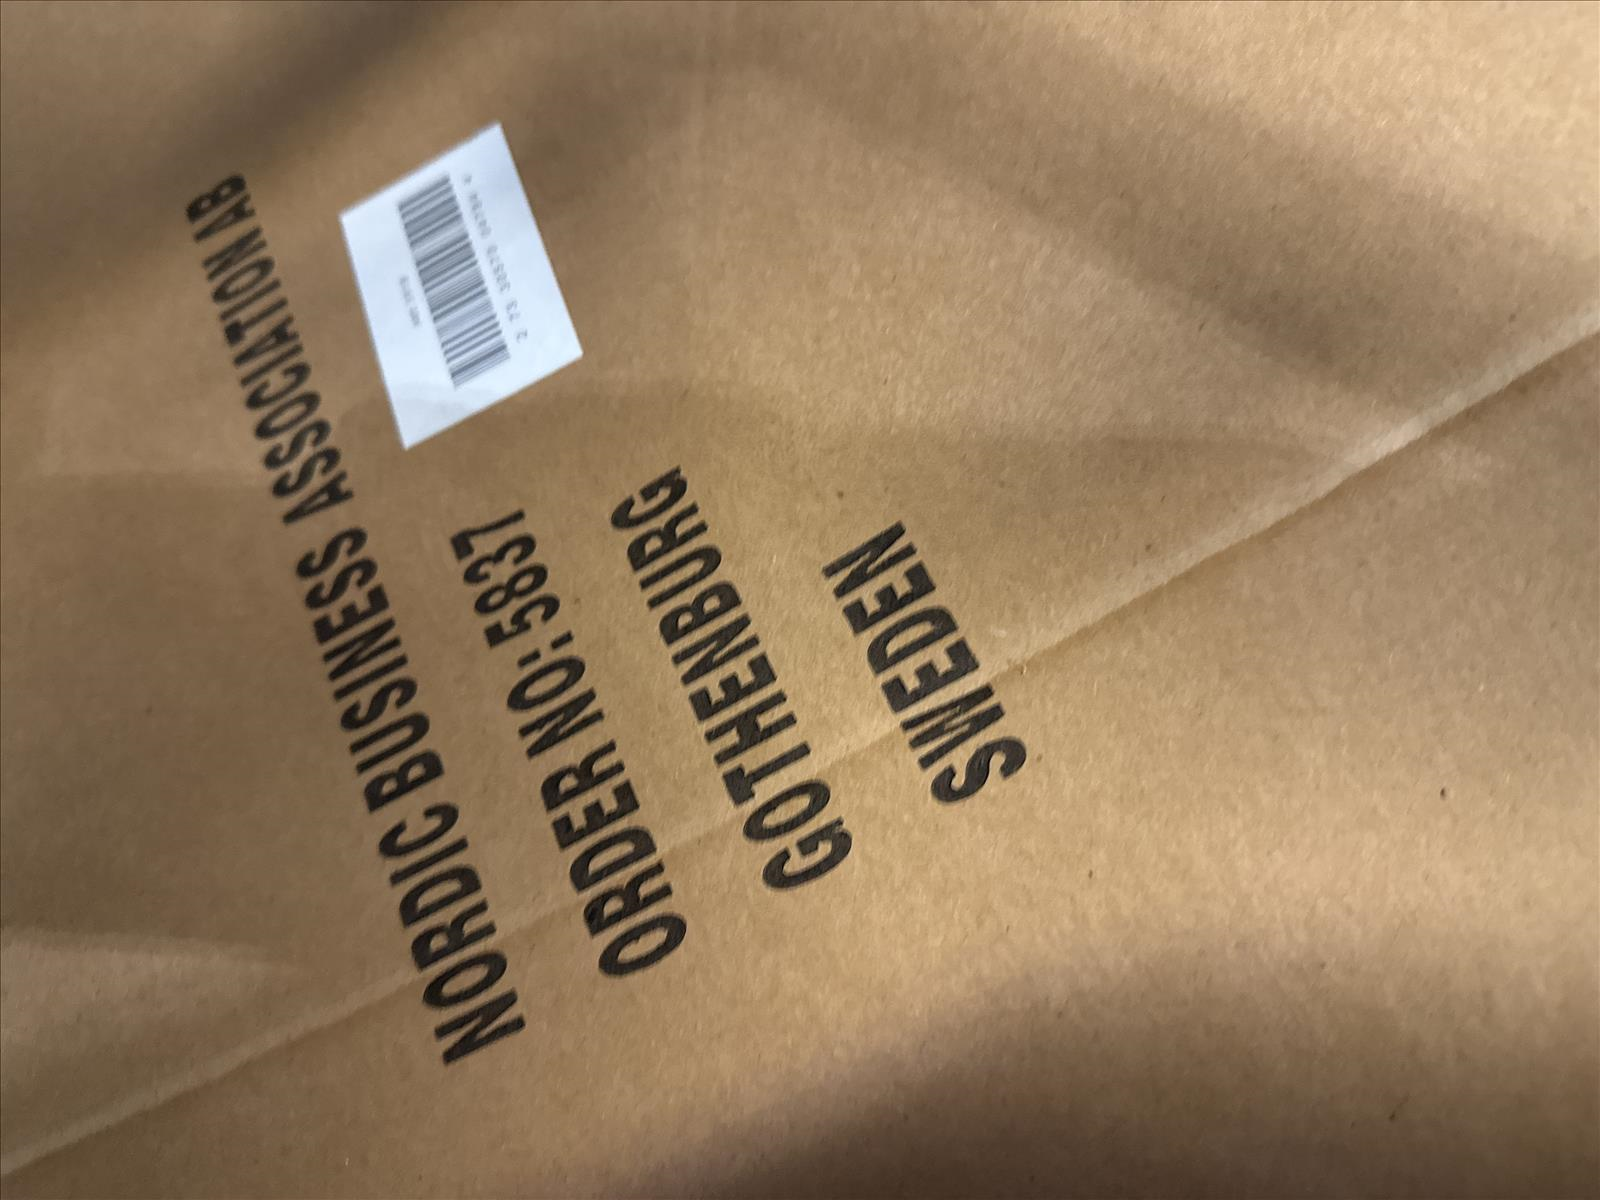 NORDIC BUSINESS ASSOCIATION AB
ORDER NO: 5837
GOTHENBURG
SWEDEN